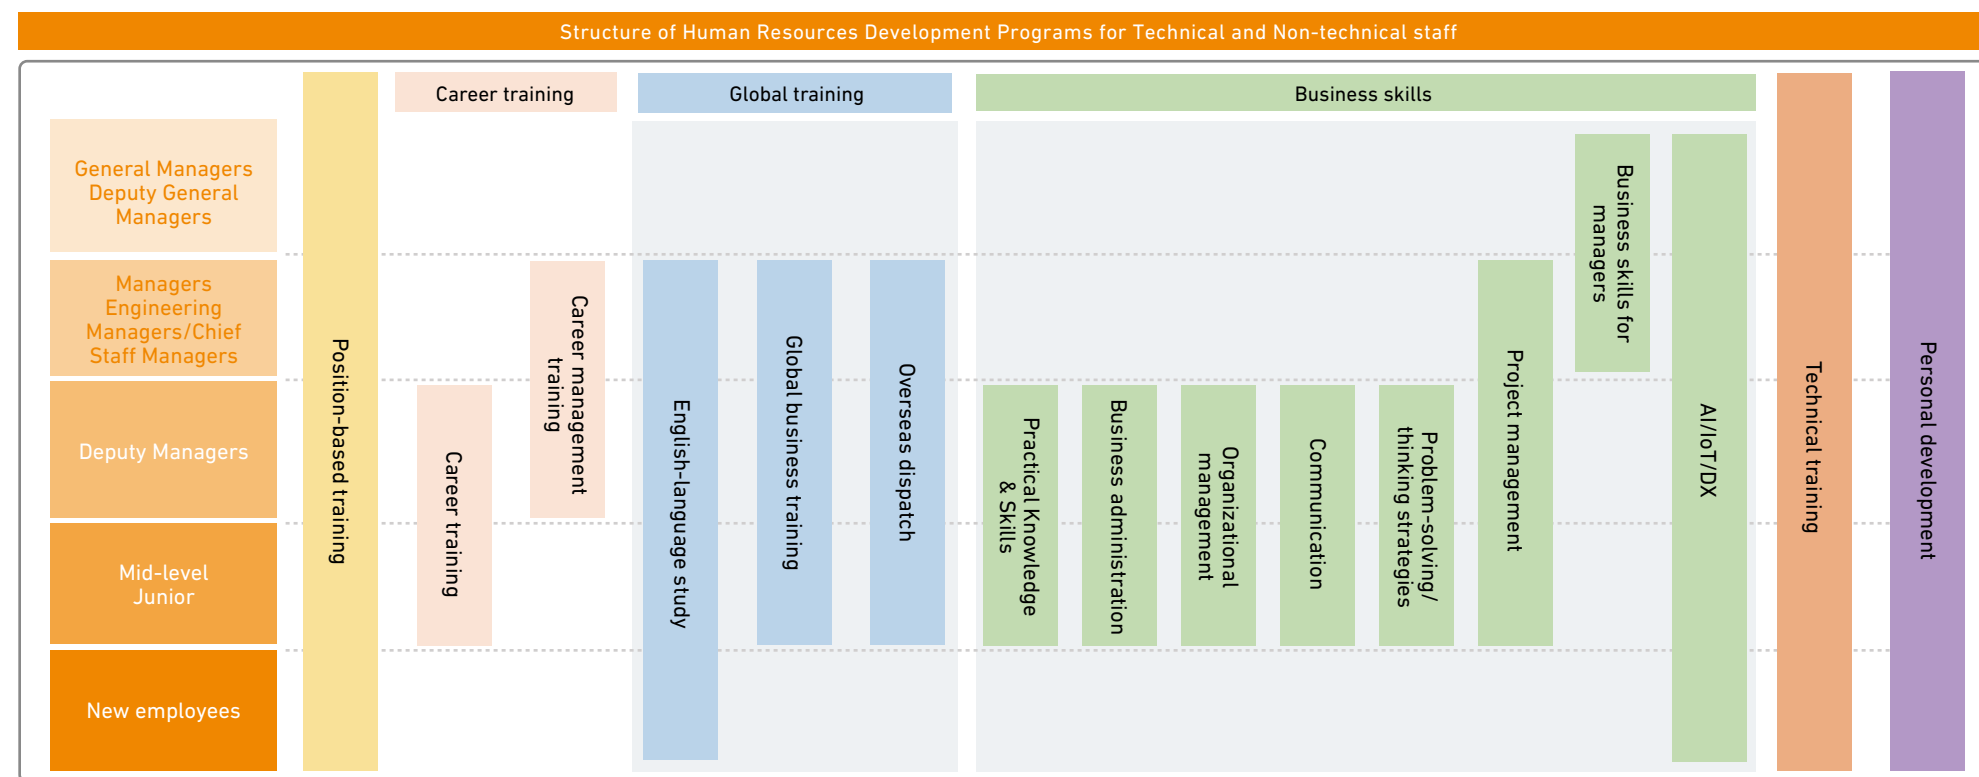 Structure of Human Resources Development Programs for Technical and Non-technical staff
Career training
Global training
Business skills
General Managers
Deputy General
Managers
Managers
Engineering
Managers/Chief
Staff Managers
Deputy Managers
Mid-level
Junior
New employees
Position-based training
Career training
Career management
training
English-language study
Global business training
Overseas dispatch
Practical Knowledge
& Skills
Business administration
Organizational
management
Communication
Problem-solving/
thinking strategies
Project management
Business skills for
managers
AI/IoT/DX
Technical training
Personal development